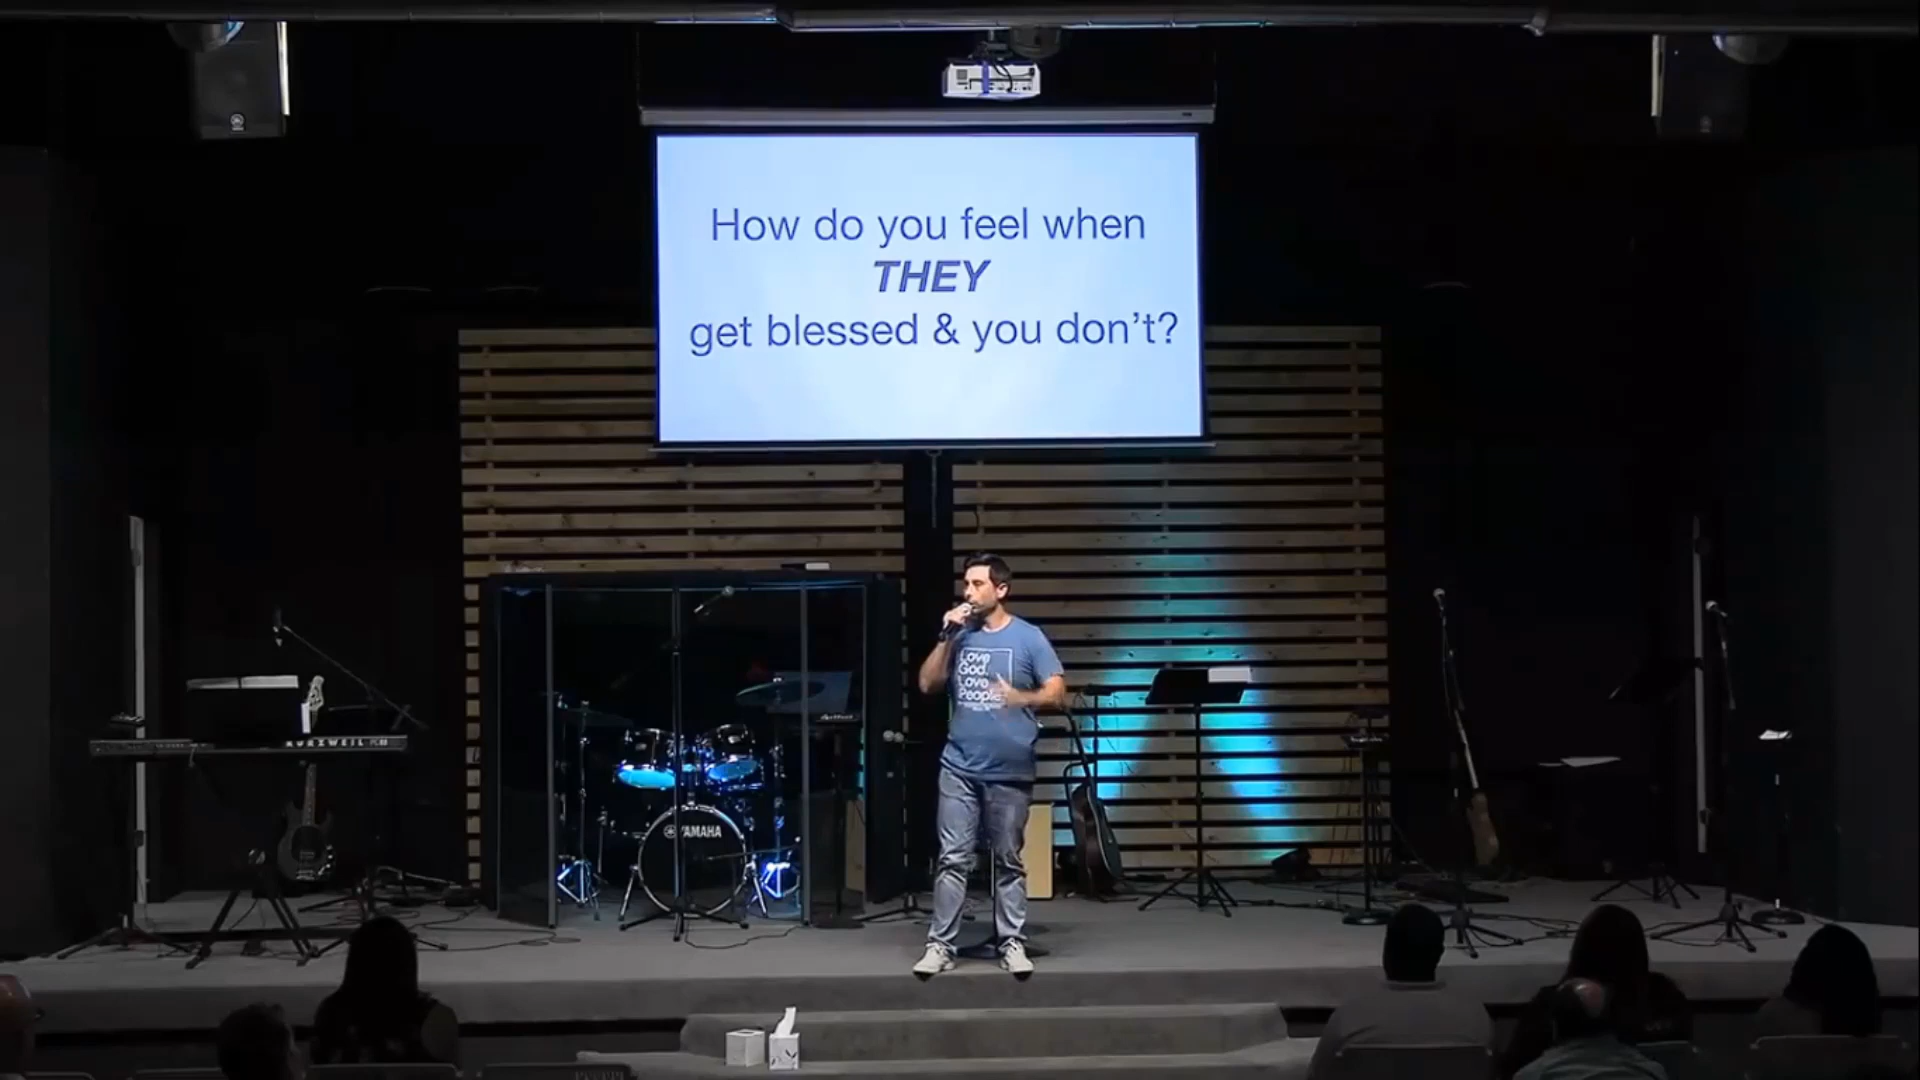 How do you feel when
THEY
get blessed & you don't?
Love
God.
Love
People
KURZWEIL
YAMAHA